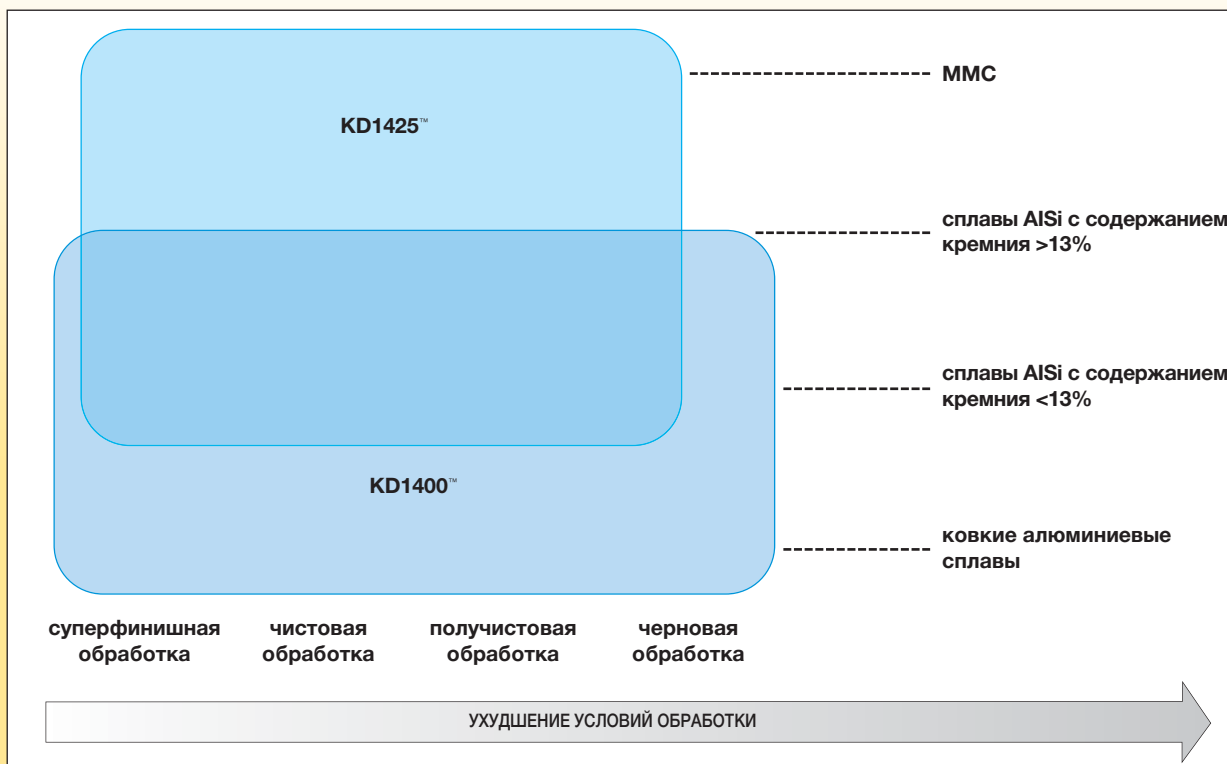 MMC
KD1425™
сплавы AlSi с содержанием
кремния >13%
сплавы AlSi с содержанием
кремния <13%
KD1400™
ковкие алюминиевые
сплавы
суперфинишная
обработка
чистовая
обработка
получистовая
обработка
черновая
обработка
УХУДШЕНИЕ УСЛОВИЙ ОБРАБОТКИ